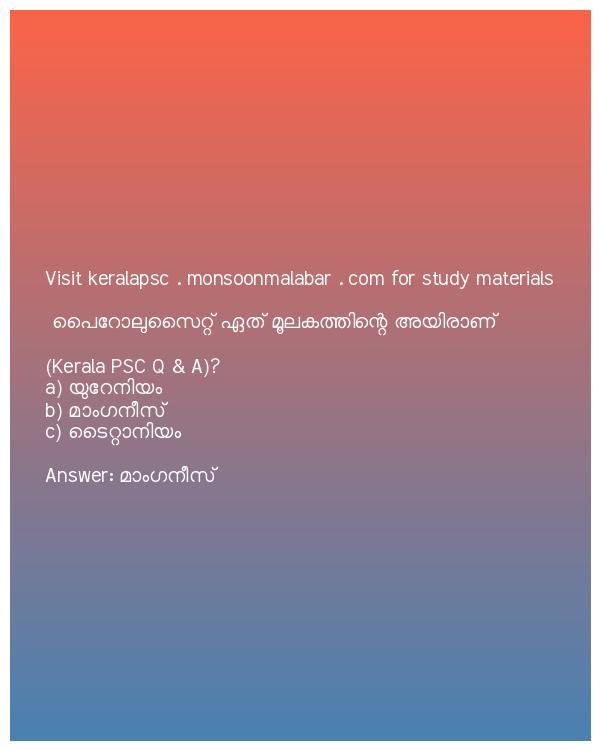 Visit keralapsc . monsoonmalabar . com for study materials
പൈറോലുസൈറ്റ് ഏത് മൂലകത്തിന്റെ അയിരാണ്
(Kerala PSC Q & A)?
a) യുറേനിയം
b) മാംഗനീസ്
c) ടൈറ്റാനിയം
Answer: മാംഗനീസ്